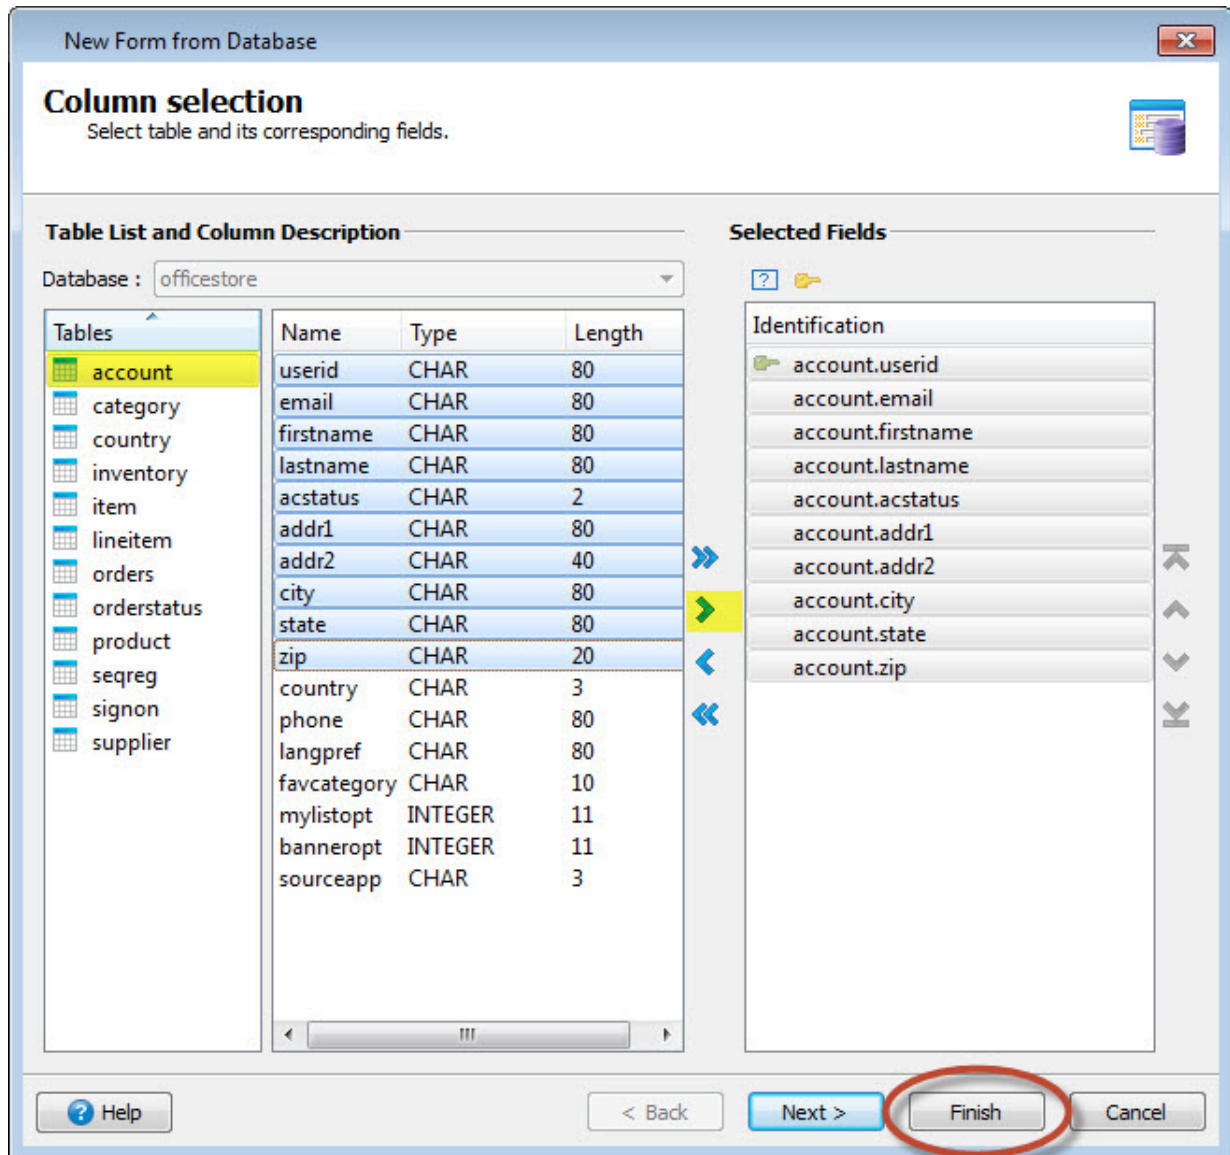 New Form from Database
Column selection
Select table and its corresponding fields.
Table List and Column Description
Database : officestore
Tables
account
category
country
inventory
item
lineitem
orders
orderstatus
product
seqreg
signon
supplier
Name Type Length
userid CHAR 80
email CHAR 80
firstname CHAR 80
lastname CHAR 80
acstatus CHAR 2
addr1 CHAR 80
addr2 CHAR 40
city CHAR 80
state CHAR 80
zip CHAR 20
country CHAR 3
phone CHAR 80
langpref CHAR 80
favcategory CHAR 10
mylistopt INTEGER 11
banneropt INTEGER 11
sourceapp CHAR 3
Selected Fields
Identification
account.userid
account.email
account.firstname
account.lastname
account.acstatus
account.addr1
account.addr2
account.city
account.state
account.zip
Help < Back Next > Finish Cancel